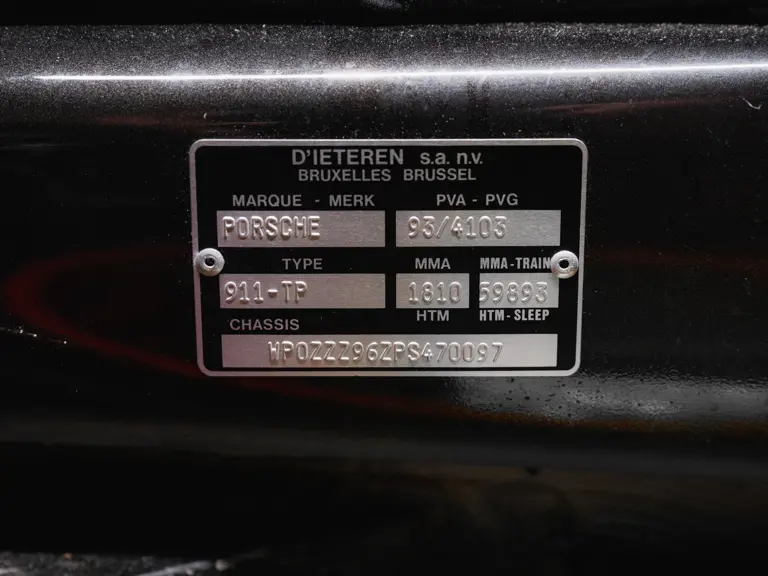 D'IETEREN s.a. n.v.
BRUXELLES BRUSSEL
MARQUE - MERK PVA - PVG
PORSCHE 93/4103
TYPE MMA MMA-TRAIN
911-TP 1810 59893
HTM HTM-SLEEP
CHASSIS
WP0ZZZ96ZPS470097